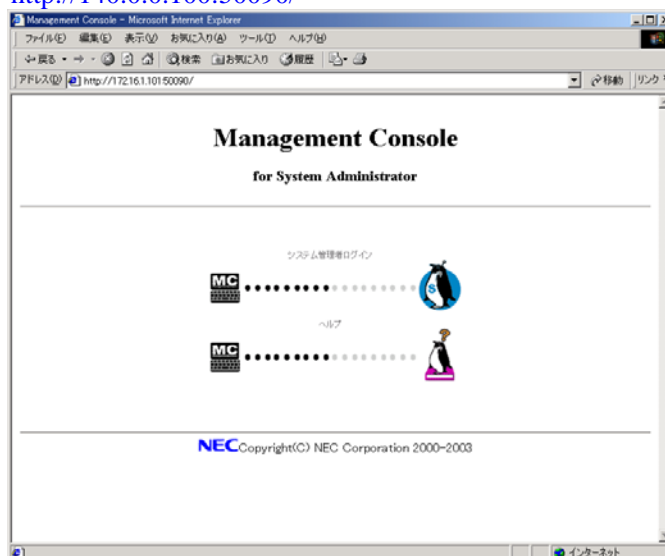 Management Console - Microsoft Internet Explorer
ファイル(F) 編集(E) 表示(V) お気に入り(A) ツール(T) ヘルプ(H)
戻る 検索 お気に入り 履歴
アドレス(D) http://172.16.1.101:50090/ 移動 リンク
Management Console
for System Administrator
システム管理者ログイン
MC S
ヘルプ
MC ?
NEC Copyright(C) NEC Corporation 2000-2003
インターネット